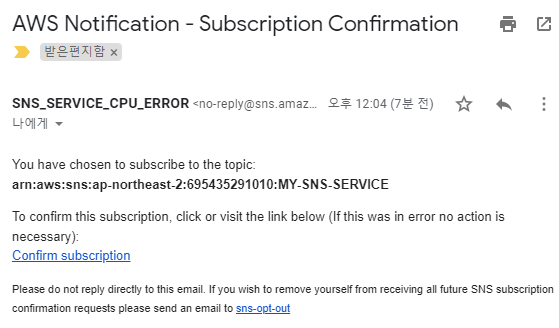 AWS Notification - Subscription Confirmation
받은편지함 ×
SNS_SERVICE_CPU_ERROR <no-reply@sns.amaz... 오후 12:04 (7분 전)
나에게
You have chosen to subscribe to the topic:
arn:aws:sns:ap-northeast-2:695435291010:MY-SNS-SERVICE
To confirm this subscription, click or visit the link below (If this was in error no action is
necessary):
Confirm subscription
Please do not reply directly to this email. If you wish to remove yourself from receiving all future SNS subscription
confirmation requests please send an email to sns-opt-out